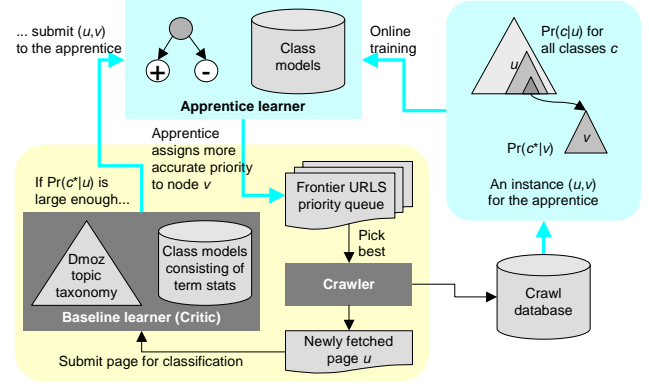 ... submit (u,v)
to the apprentice
+
-
Class
models
Apprentice learner
Online
training
Pr(c|u) for
all classes c
u
v
Pr(c*|v)
An instance (u,v)
for the apprentice
Apprentice
assigns more
accurate priority
to node v
If Pr(c*|u) is
large enough...
Frontier URLS
priority queue
Pick
best
Dmoz
topic
taxonomy
Class models
consisting of
term stats
Baseline learner (Critic)
Crawler
Crawl
database
Newly fetched
page u
Submit page for classification